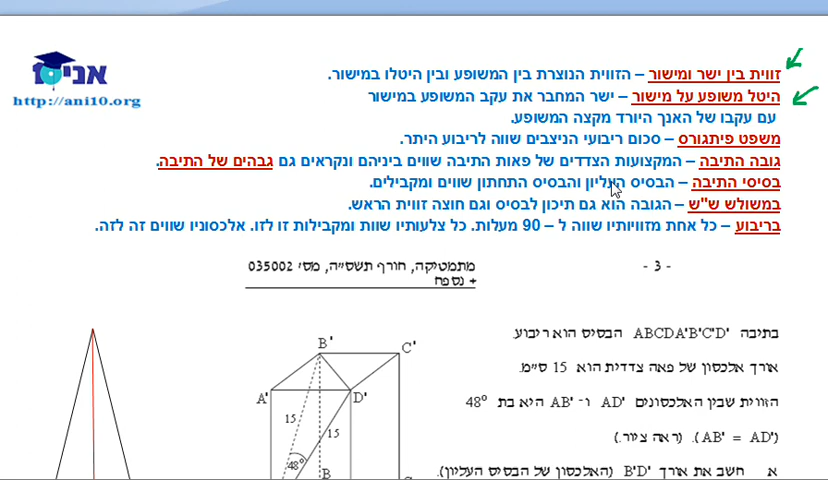 אני10
http://ani10.org
זווית בין ישר ומישור – הזווית הנוצרת בין המשופע ובין היטלו במישור.
היטל משופע על מישור – ישר המחבר את עקב המשופע במישור
עם עקבו של האנך היורד מקצה המשופע.
משפט פיתגורס – סכום ריבועי הניצבים שווה לריבוע היתר.
גובה התיבה – המקצועות הצדדים של פאות התיבה שווים ביניהם ונקראים גם גבהים של התיבה.
בסיסי התיבה – הבסיס העליון והבסיס התחתון שווים ומקבילים.
במשולש ש"ש – הגובה הוא גם תיכון לבסיס וגם חוצה זווית הראש.
בריבוע – כל אחת מזוויותיו שווה ל – 90 מעלות. כל צלעותיו שוות ומקבילות זו לזו. אלכסוניו שווים זה לזה.
- 3 -
מתמטיקה, חורף תשס"ה, מס' 035002
+ נספח
בתיבה ABCDA'B'C'D' הבסיס הוא ריבוע.
אורך אלכסון של פאה צדדית הוא 15 ס"מ.
הזווית שבין האלכסונים AD' ו- AB' היא בת 48°
(AB' = AD'). (ראה ציור.)
א חשב את אורך B'D' (האלכסון של הבסיס העליון).
B'
C'
A'
D'
15
15
48°
B